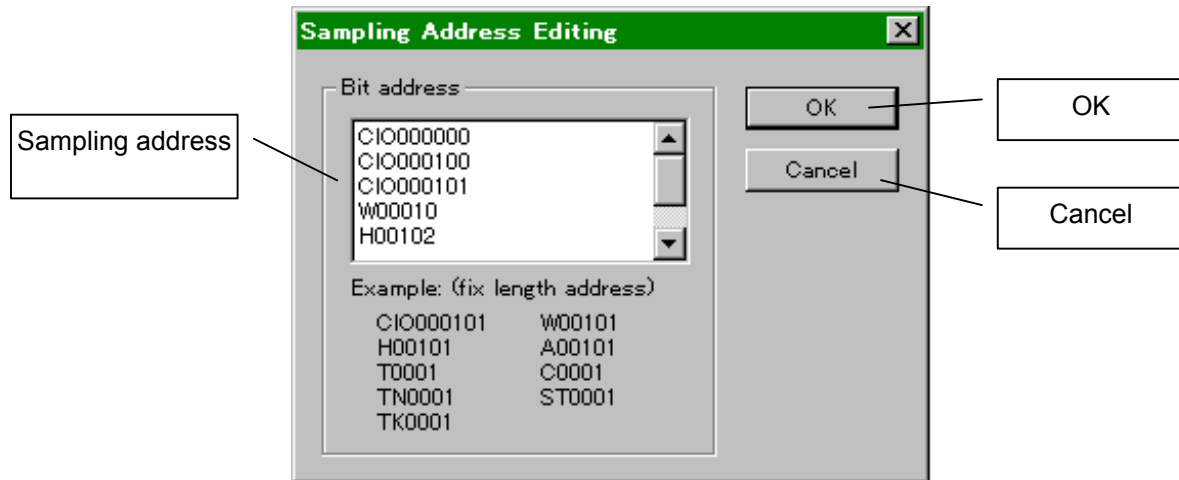 Sampling Address Editing
Bit address
Sampling address
CIO000000
CIO000100
CIO000101
W00010
H00102
OK
Cancel
OK
Cancel
Example: (fix length address)
CIO000101 W00101
H00101 A00101
T0001 C0001
TN0001 ST0001
TK0001